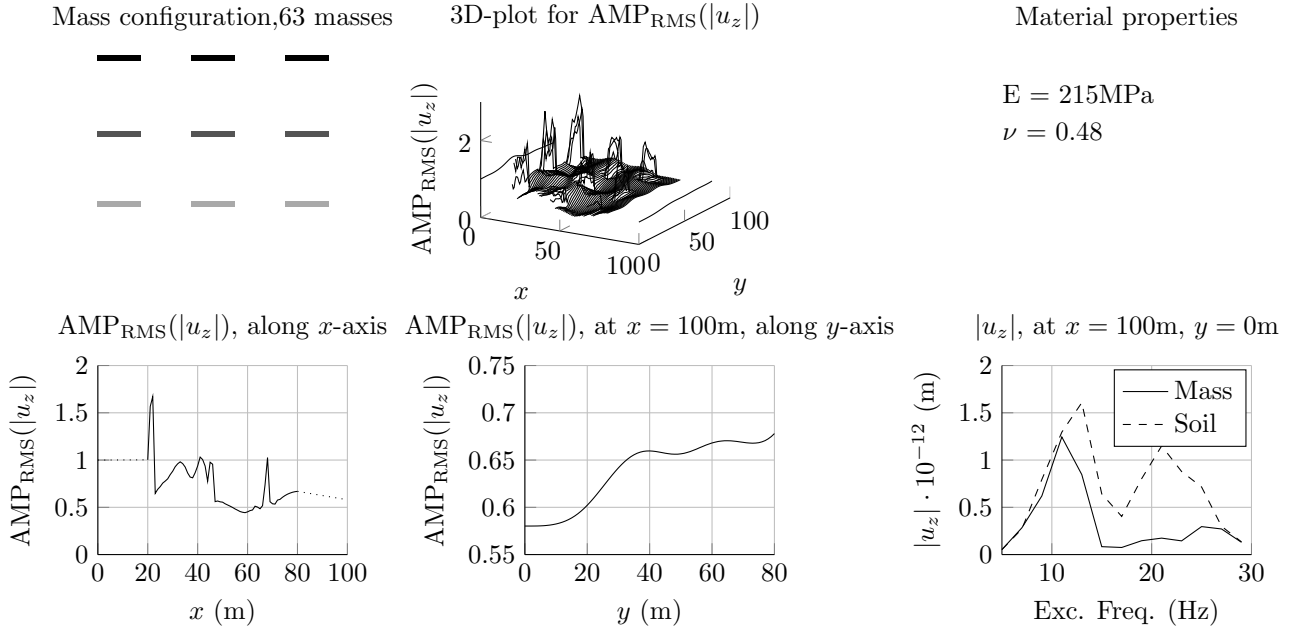 Mass configuration,63 masses
3D-plot for AMP_RMS(|u_z|)
Material properties
E = 215MPa
ν = 0.48
AMP_RMS(|u_z|)
2
0
0
50
100
0
50
100
x
y
AMP_RMS(|u_z|), along x-axis
AMP_RMS(|u_z|)
2
1.5
1
0.5
0
0 20 40 60 80 100
x (m)
AMP_RMS(|u_z|), at x = 100m, along y-axis
AMP_RMS(|u_z|)
0.75
0.7
0.65
0.6
0.55
0 20 40 60 80
y (m)
|u_z|, at x = 100m, y = 0m
|u_z| · 10^{-12} (m)
2
1.5
1
0.5
0
10 20 30
Exc. Freq. (Hz)
Mass
Soil